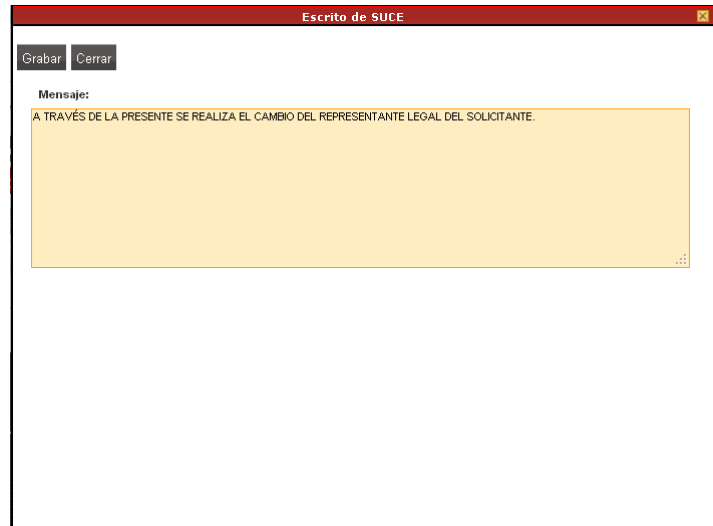 Escrito de SUCE
Grabar Cerrar
Mensaje:
A TRAVÉS DE LA PRESENTE SE REALIZA EL CAMBIO DEL REPRESENTANTE LEGAL DEL SOLICITANTE.